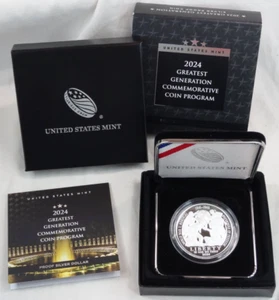 UNITED STATES MINT
2024
GREATEST
GENERATION
COMMEMORATIVE
COIN PROGRAM
UNITED STATES MINT
UNITED STATES MINT
2024
GREATEST
GENERATION
COMMEMORATIVE
COIN PROGRAM
PROOF SILVER DOLLAR
LIBERTY